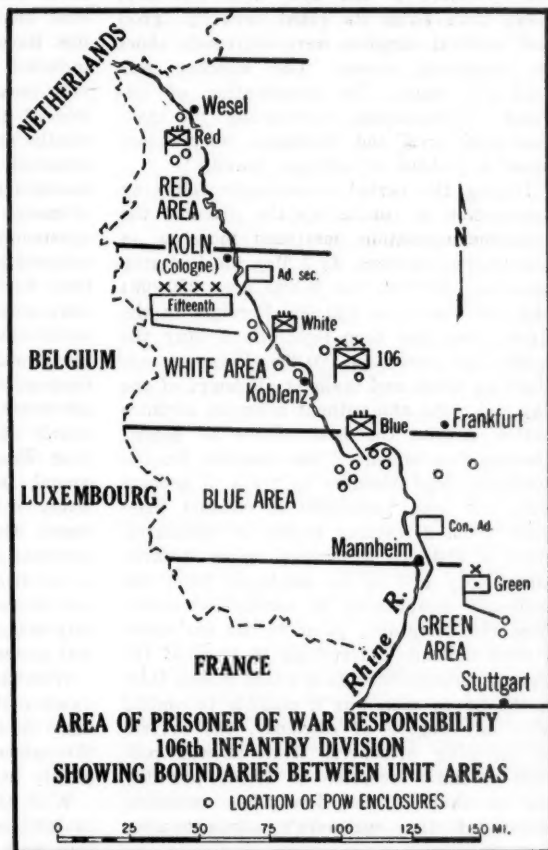 NETHERLANDS
Wesel
Red
RED AREA
KOLN
(Cologne)
Ad. sec.
X X X X
Fifteenth
White
BELGIUM
WHITE AREA
X X
106
Koblenz
Blue
Frankfurt
LUXEMBOURG
BLUE AREA
Con. Ad.
Mannheim
X
Green
GREEN
AREA
FRANCE
Rhine R.
Stuttgart
N
AREA OF PRISONER OF WAR RESPONSIBILITY
106th INFANTRY DIVISION
SHOWING BOUNDARIES BETWEEN UNIT AREAS
○ LOCATION OF POW ENCLOSURES
0 25 50 75 100 125 150 MI.